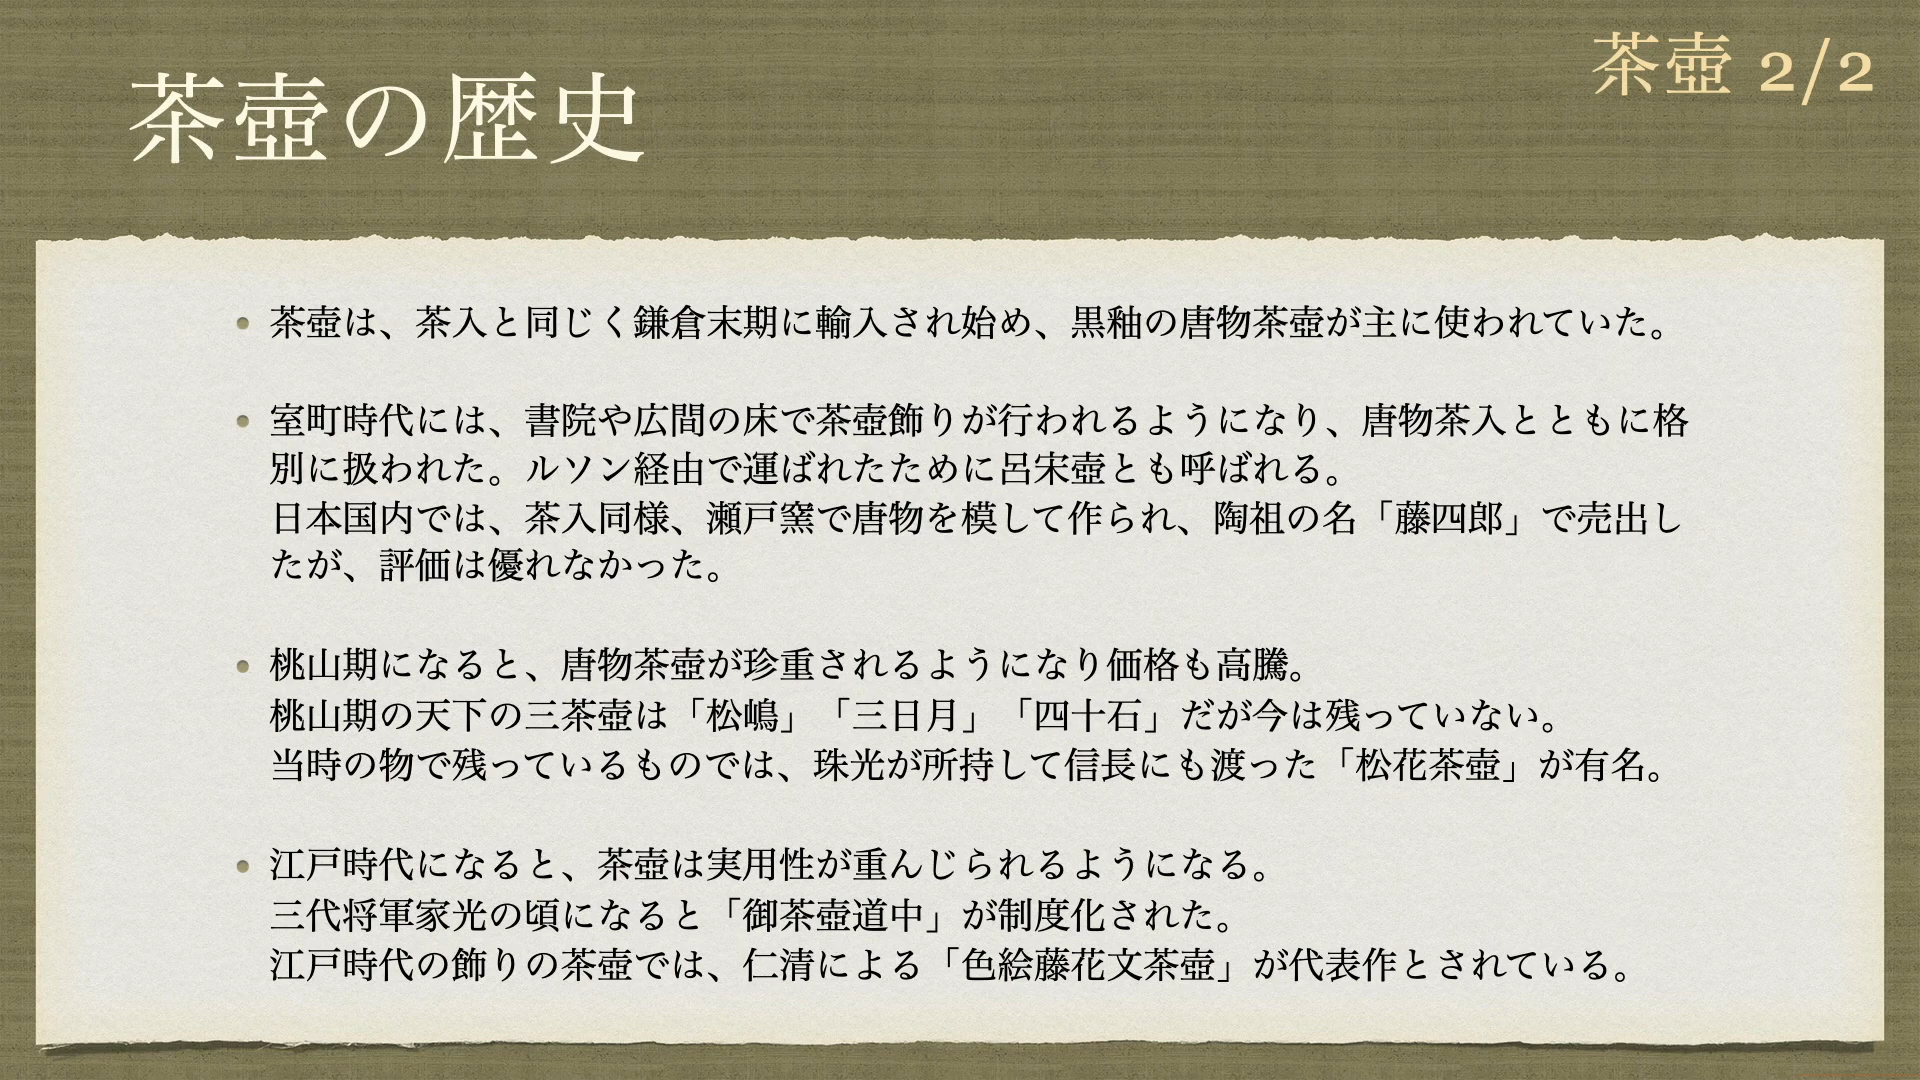 茶壺 2/2
茶壺の歴史
• 茶壺は、茶入と同じく鎌倉末期に輸入され始め、黒釉の唐物茶壺が主に使われていた。
• 室町時代には、書院や広間の床で茶壺飾りが行われるようになり、唐物茶入とともに格
別に扱われた。ルソン経由で運ばれたために呂宋壺とも呼ばれる。
日本国内では、茶入同様、瀬戸窯で唐物を模して作られ、陶祖の名「藤四郎」で売出し
たが、評価は優れなかった。
• 桃山期になると、唐物茶壺が珍重されるようになり価格も高騰。
桃山期の天下の三茶壺は「松嶋」「三日月」「四十石」だが今は残っていない。
当時の物で残っているものでは、珠光が所持して信長にも渡った「松花茶壺」が有名。
• 江戸時代になると、茶壺は実用性が重んじられるようになる。
三代将軍家光の頃になると「御茶壺道中」が制度化された。
江戸時代の飾りの茶壺では、仁清による「色絵藤花文茶壺」が代表作とされている。